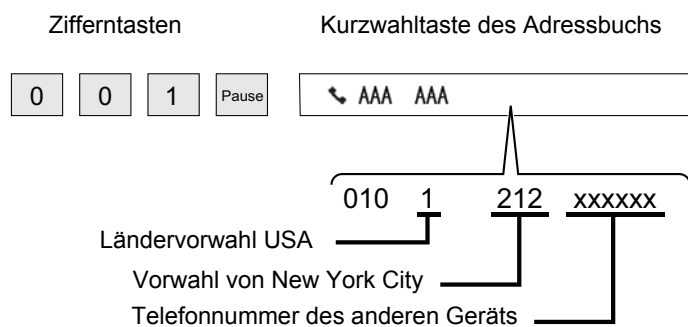 Zifferntasten Kurzwahltaste des Adressbuchs
0 0 1 Pause AAA AAA
010 1 212 xxxxxx
Ländervorwahl USA
Vorwahl von New York City
Telefonnummer des anderen Geräts